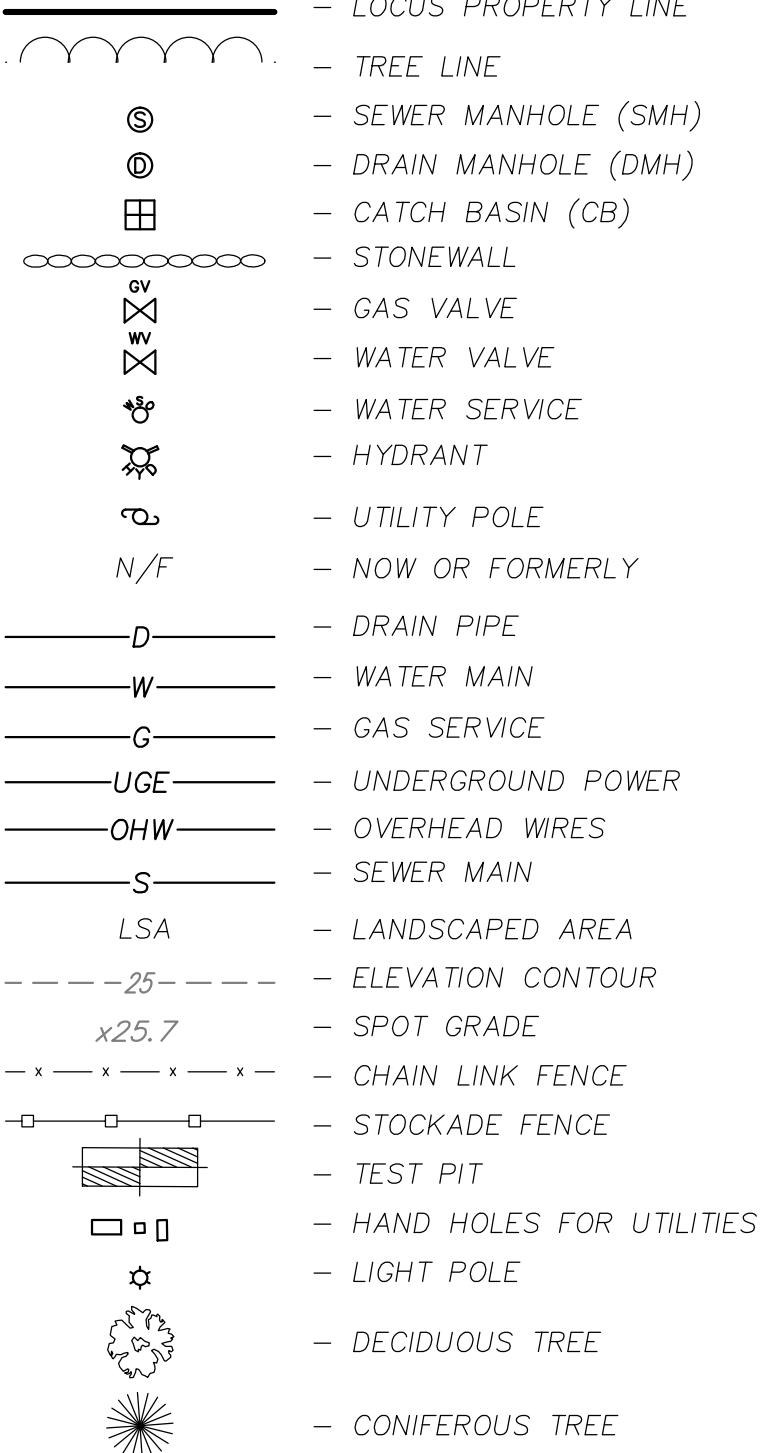 – LOCUS PROPERTY LINE
– TREE LINE
S – SEWER MANHOLE (SMH)
D – DRAIN MANHOLE (DMH)
– CATCH BASIN (CB)
– STONEWALL
GV – GAS VALVE
WV – WATER VALVE
WSO – WATER SERVICE
HYD – HYDRANT
– UTILITY POLE
N/F – NOW OR FORMERLY
D – DRAIN PIPE
W – WATER MAIN
G – GAS SERVICE
UGE – UNDERGROUND POWER
OHW – OVERHEAD WIRES
S – SEWER MAIN
LSA – LANDSCAPED AREA
25 – ELEVATION CONTOUR
x25.7 – SPOT GRADE
x x x x – CHAIN LINK FENCE
– STOCKADE FENCE
– TEST PIT
– HAND HOLES FOR UTILITIES
– LIGHT POLE
– DECIDUOUS TREE
– CONIFEROUS TREE